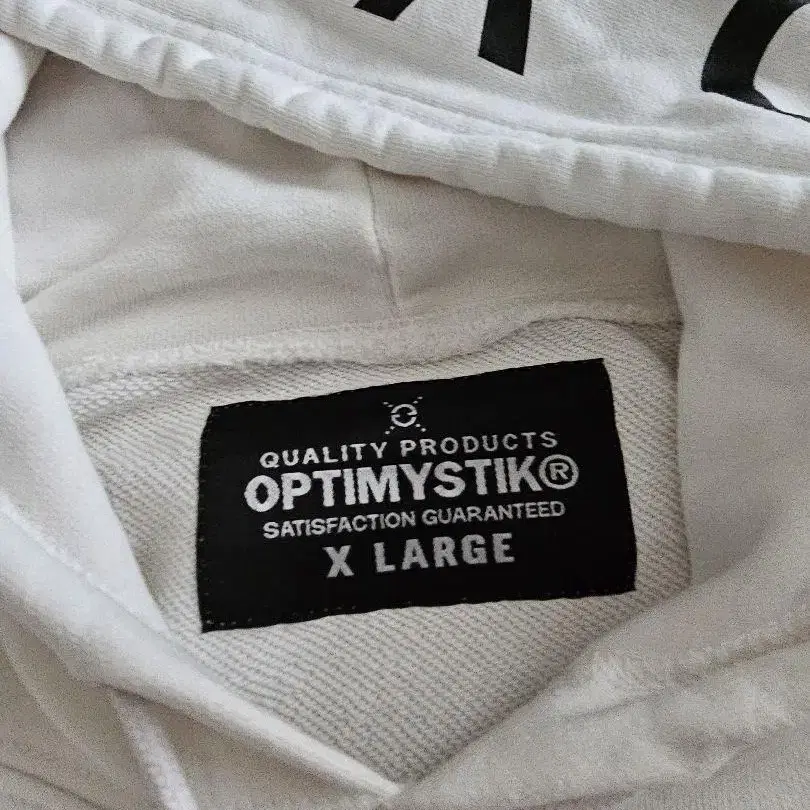 QUALITY PRODUCTS
OPTIMYSTIK®
SATISFACTION GUARANTEED
X LARGE